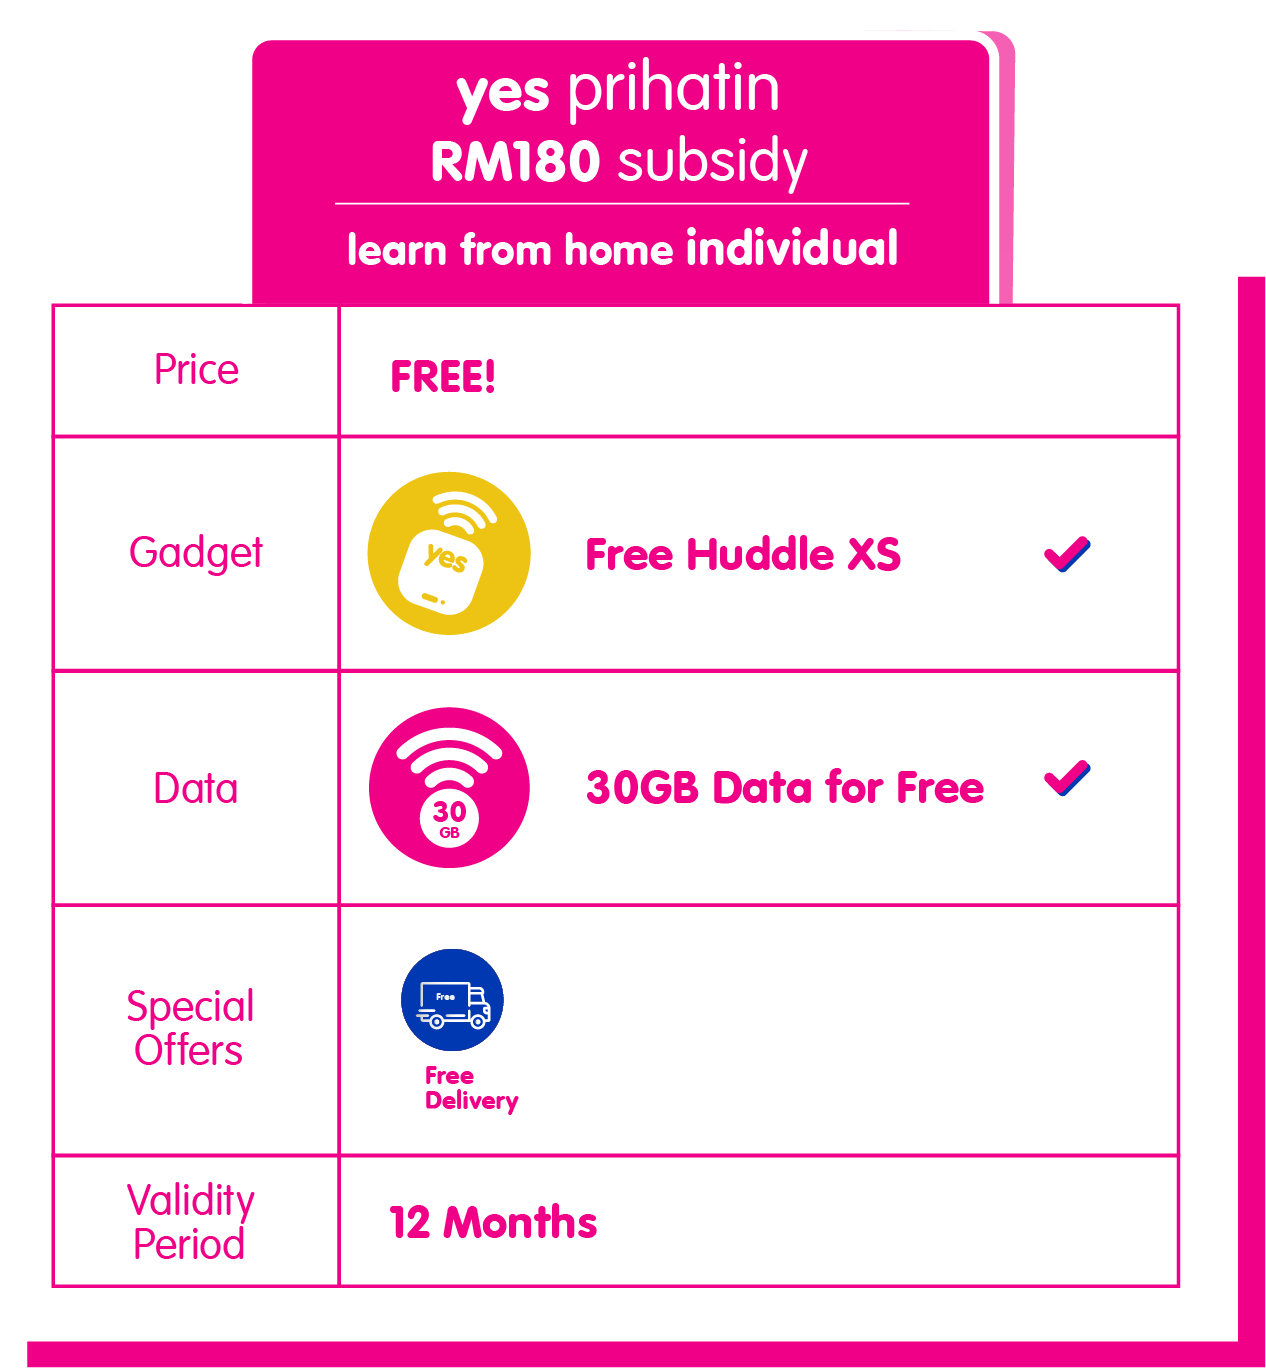 yes prihatin
RM180 subsidy
learn from home individual
Price
FREE!
Gadget
yes
Free Huddle XS
Data
30
GB
30GB Data for Free
Special
Offers
Free
Free
Delivery
Validity
Period
12 Months